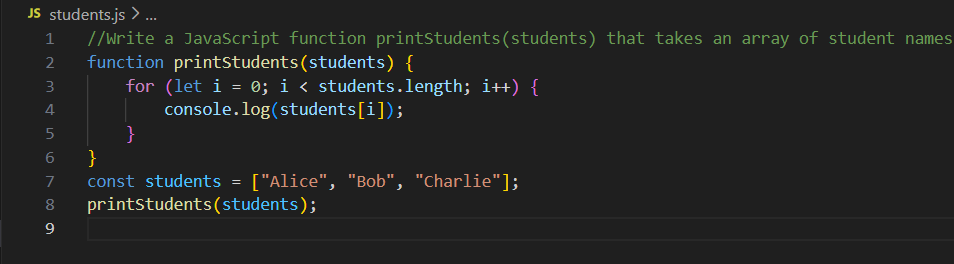 JS students.js > ...
1 //Write a JavaScript function printStudents(students) that takes an array of student names
2 function printStudents(students) {
3     for (let i = 0; i < students.length; i++) {
4         console.log(students[i]);
5     }
6 }
7 const students = ["Alice", "Bob", "Charlie"];
8 printStudents(students);
9